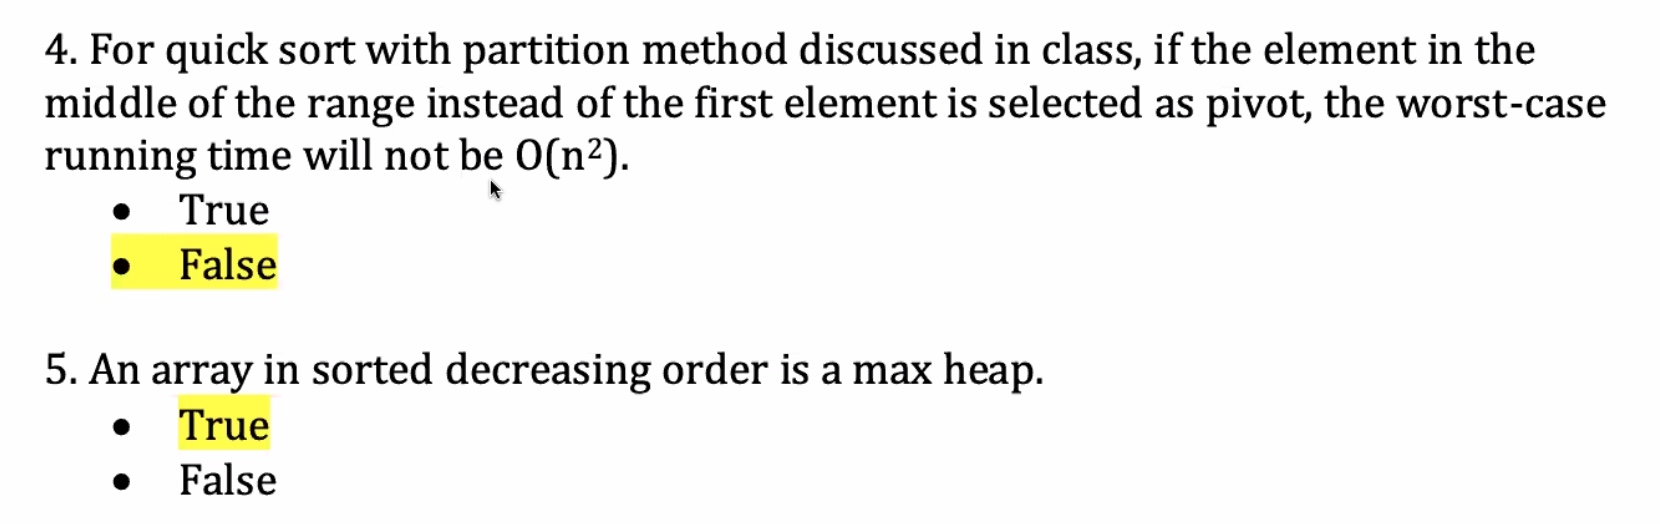 4. For quick sort with partition method discussed in class, if the element in the
middle of the range instead of the first element is selected as pivot, the worst-case
running time will not be O(n²).
• True
• False
5. An array in sorted decreasing order is a max heap.
• True
• False